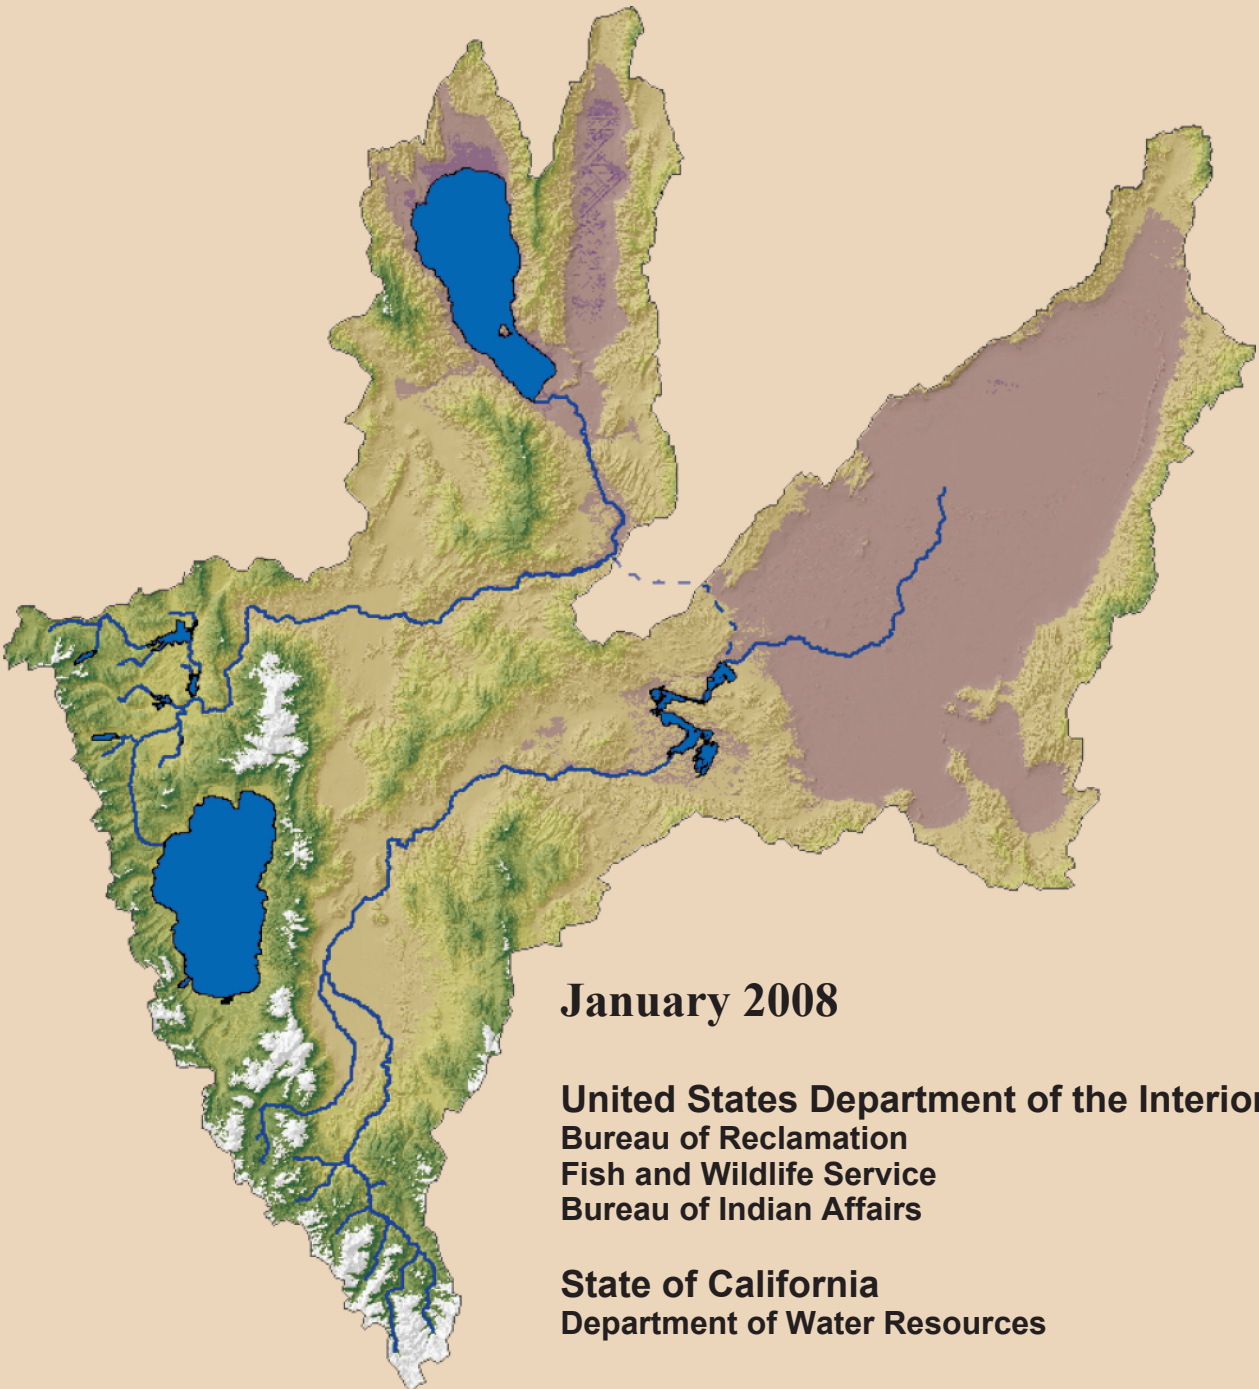 January 2008
United States Department of the Interior
Bureau of Reclamation
Fish and Wildlife Service
Bureau of Indian Affairs
State of California
Department of Water Resources